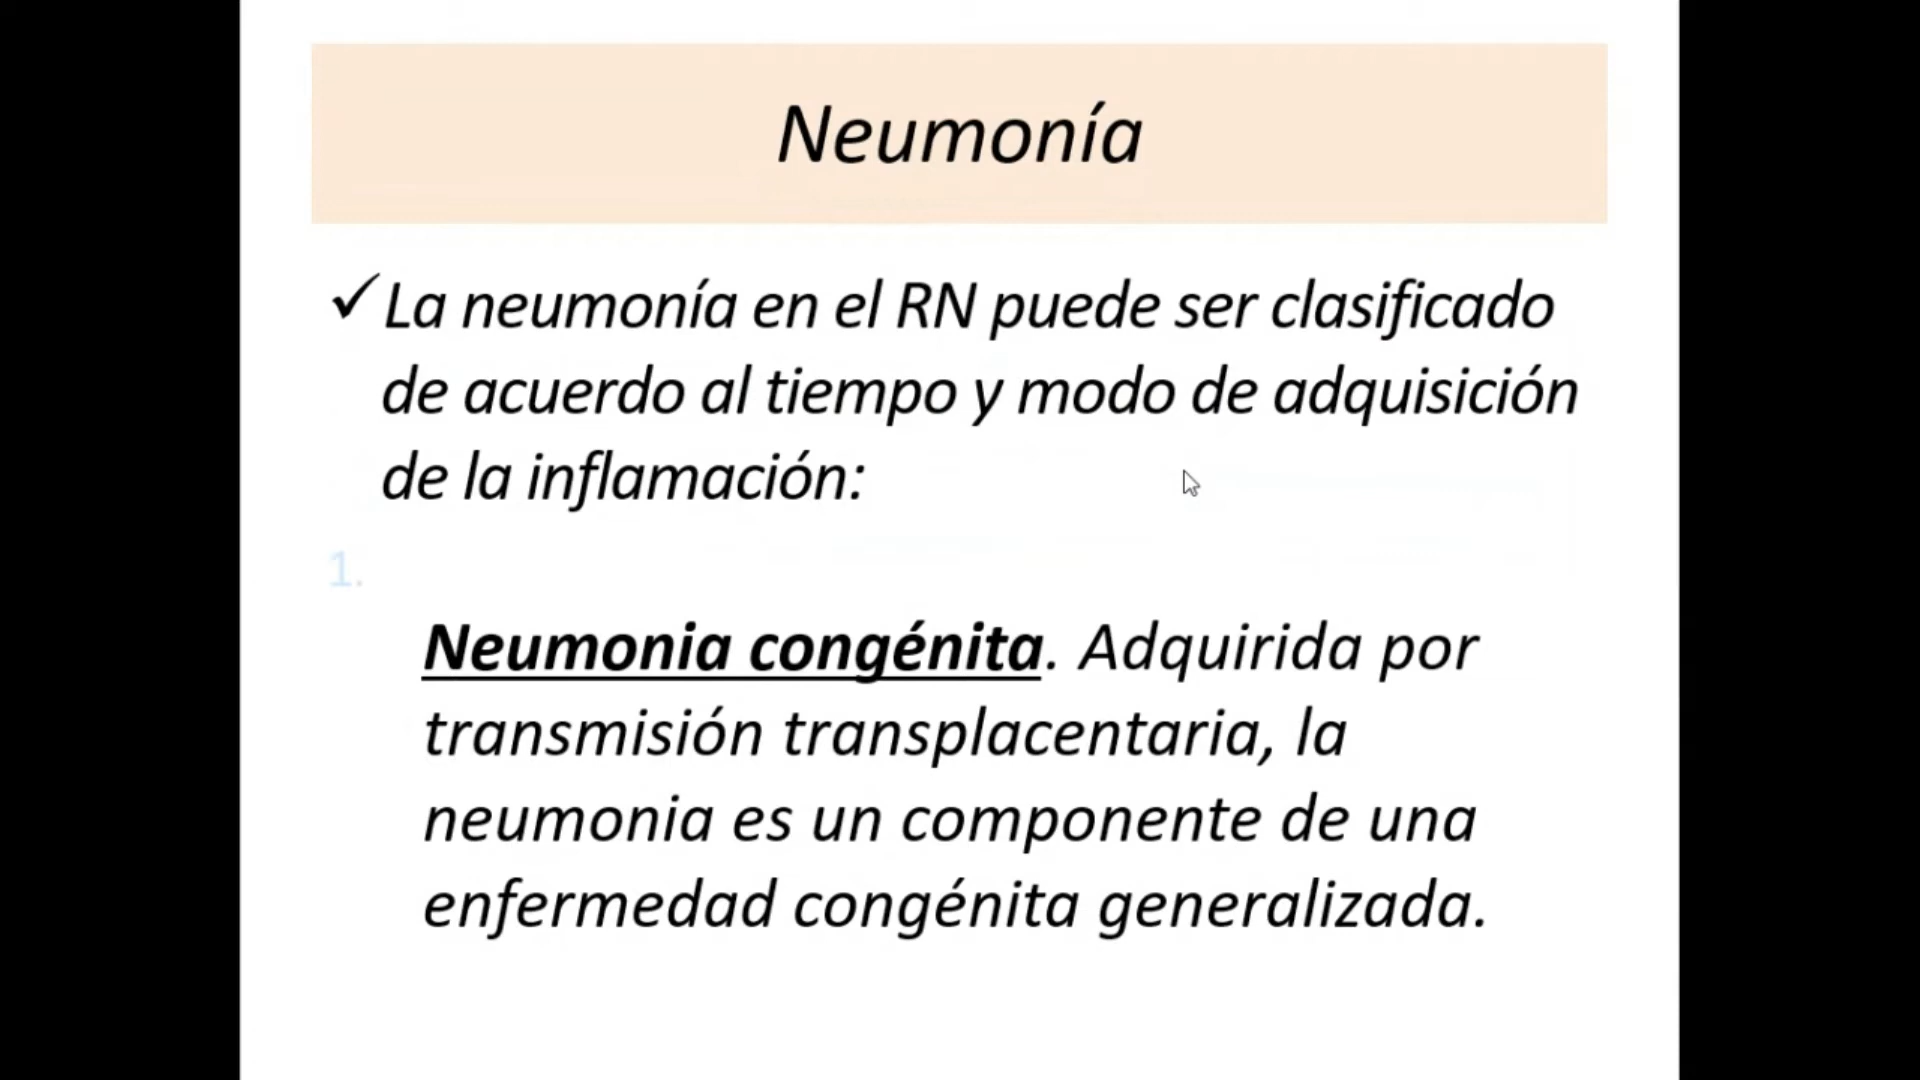 Neumonía
✓La neumonía en el RN puede ser clasificado
de acuerdo al tiempo y modo de adquisición
de la inflamación:
1.
Neumonia congénita. Adquirida por
transmisión transplacentaria, la
neumonia es un componente de una
enfermedad congénita generalizada.